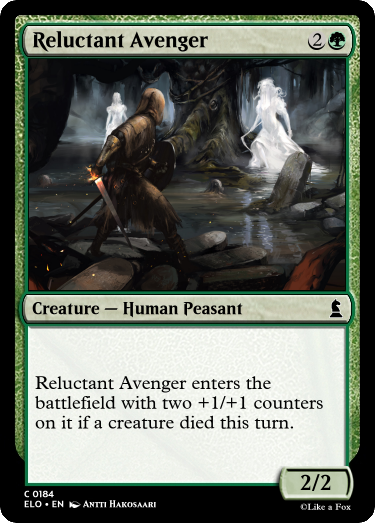 Reluctant Avenger 2
Creature — Human Peasant
Reluctant Avenger enters the
battlefield with two +1/+1 counters
on it if a creature died this turn.
2/2
C 0184
ELO • EN Antti Hakosaari
©Like a Fox